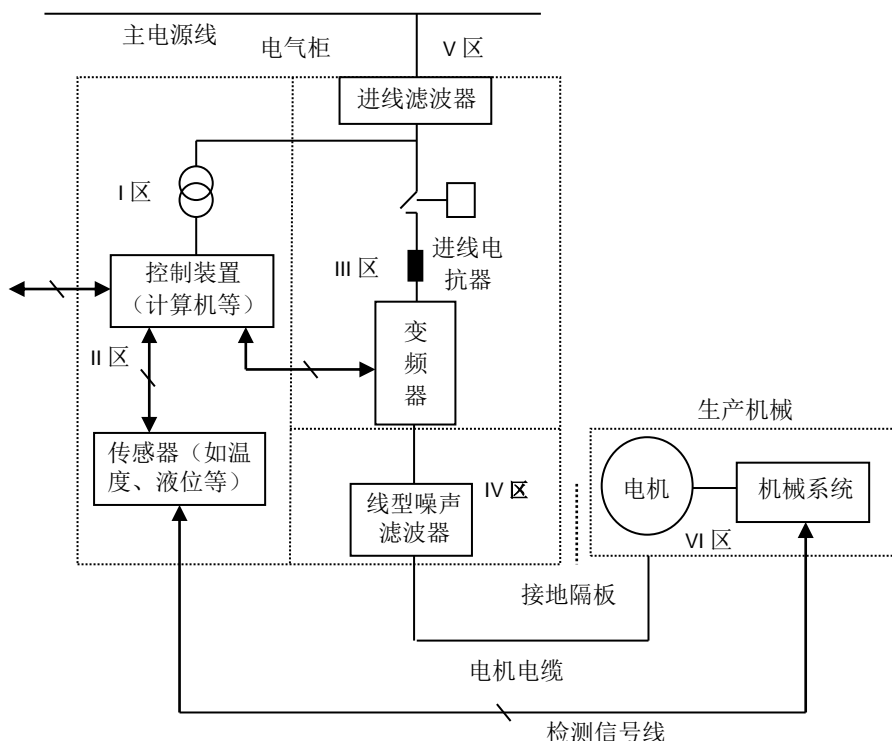 主电源线
电气柜
V 区
进线滤波器
I 区
进线电
抗器
III 区
控制装置
（计算机等）
变
频
器
II 区
生产机械
传感器（如温
度、液位等）
IV 区
线型噪声
滤波器
电机
机械系统
VI 区
接地隔板
电机电缆
检测信号线